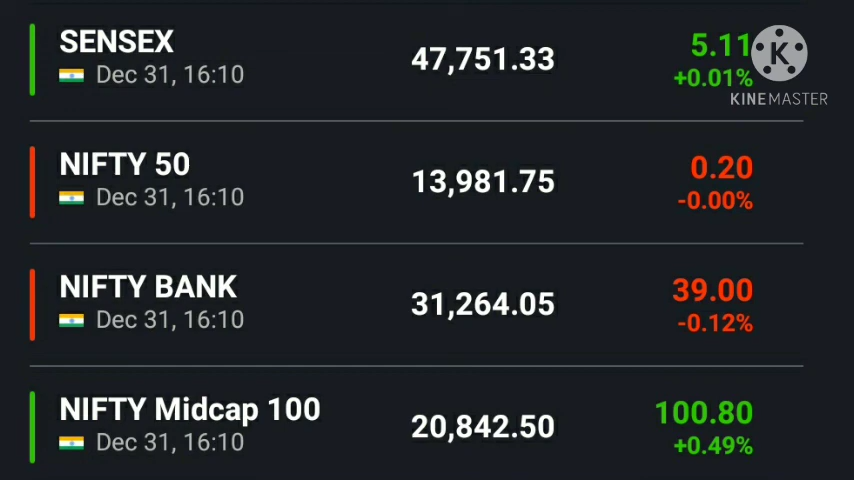 SENSEX
47,751.33
5.11
Dec 31, 16:10
+0.01%
K
KINEMASTER
NIFTY 50
13,981.75
0.20
Dec 31, 16:10
-0.00%
NIFTY BANK
31,264.05
39.00
Dec 31, 16:10
-0.12%
NIFTY Midcap 100
20,842.50
100.80
Dec 31, 16:10
+0.49%